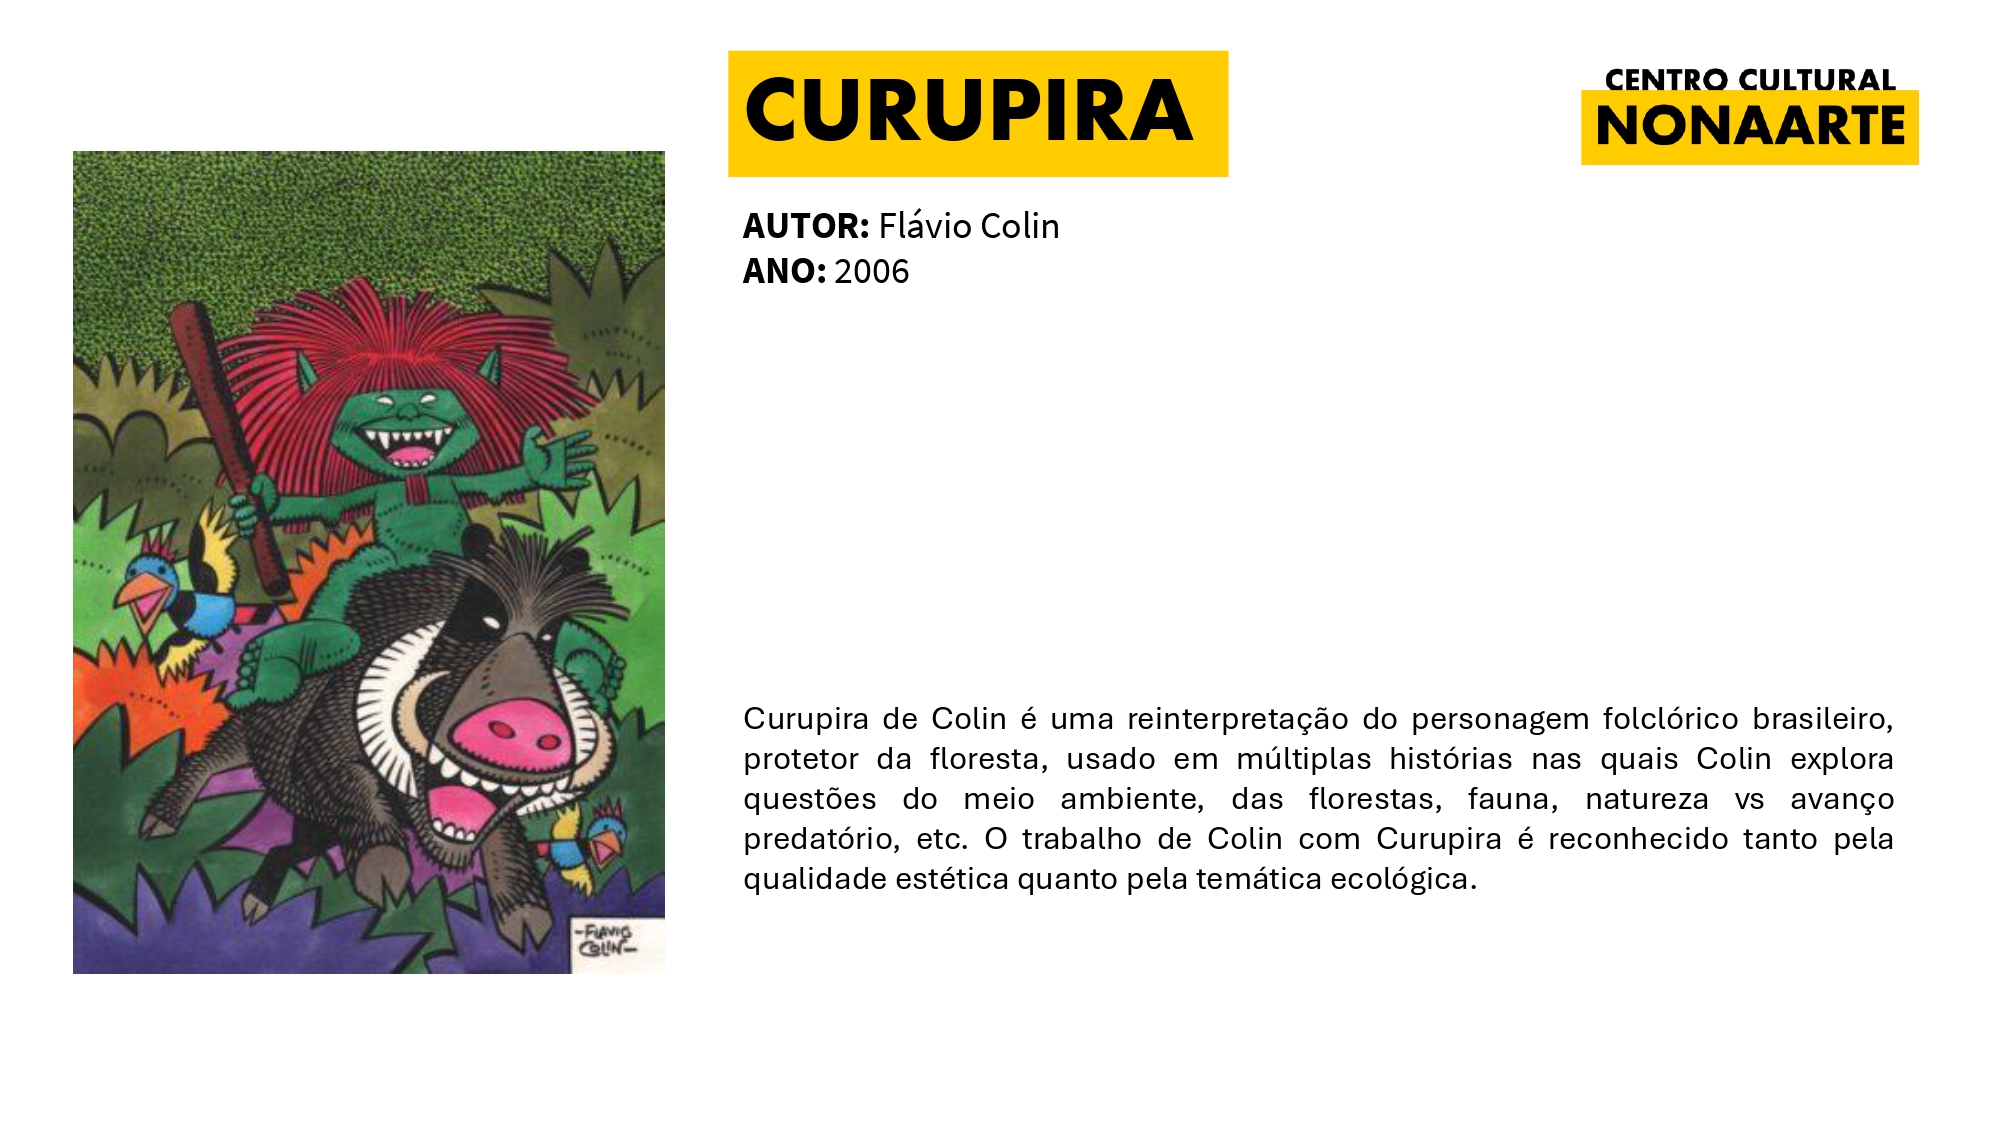 CURUPIRA
CENTRO CULTURAL
NONAARTE
AUTOR: Flávio Colin
ANO: 2006
Curupira de Colin é uma reinterpretação do personagem folclórico brasileiro,
protetor da floresta, usado em múltiplas histórias nas quais Colin explora
questões do meio ambiente, das florestas, fauna, natureza vs avanço
predatório, etc. O trabalho de Colin com Curupira é reconhecido tanto pela
qualidade estética quanto pela temática ecológica.
-FLAVIO
COLIN-